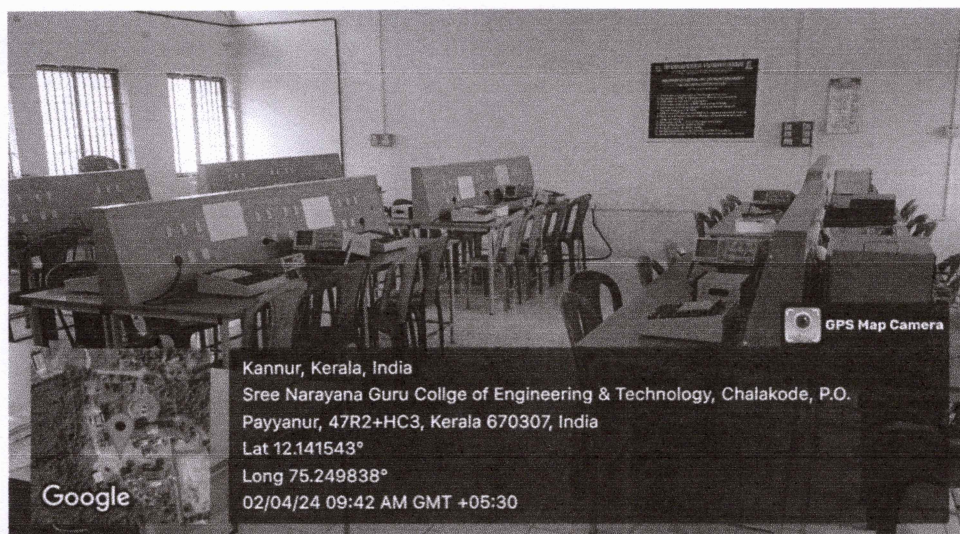 GPS Map Camera
Kannur, Kerala, India
Sree Narayana Guru Collge of Engineering & Technology, Chalakode, P.O.
Payyanur, 47R2+HC3, Kerala 670307, India
Lat 12.141543°
Long 75.249838°
02/04/24 09:42 AM GMT +05:30
Google